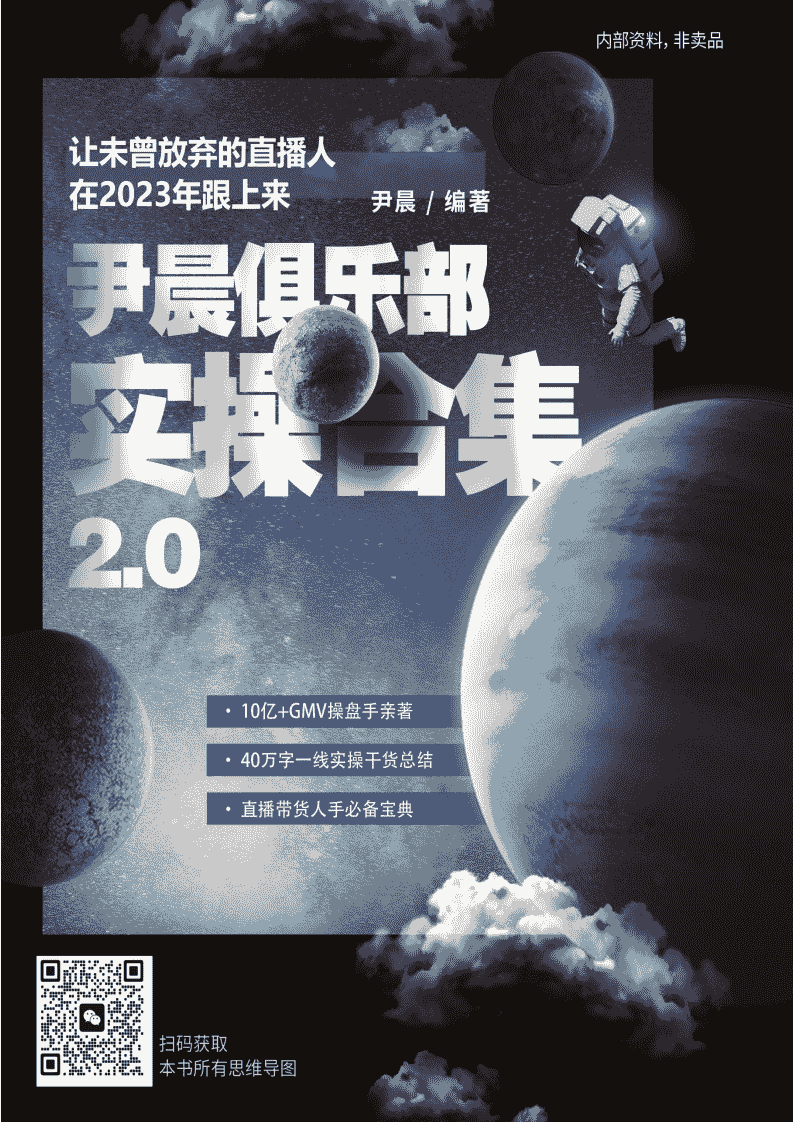 内部资料，非卖品
让未曾放弃的直播人
在2023年跟上来
尹晨 / 编著
尹晨俱乐部
实操合集
2.0
· 10亿+GMV操盘手亲著
· 40万字一线实操干货总结
· 直播带货人手必备宝典
扫码获取
本书所有思维导图